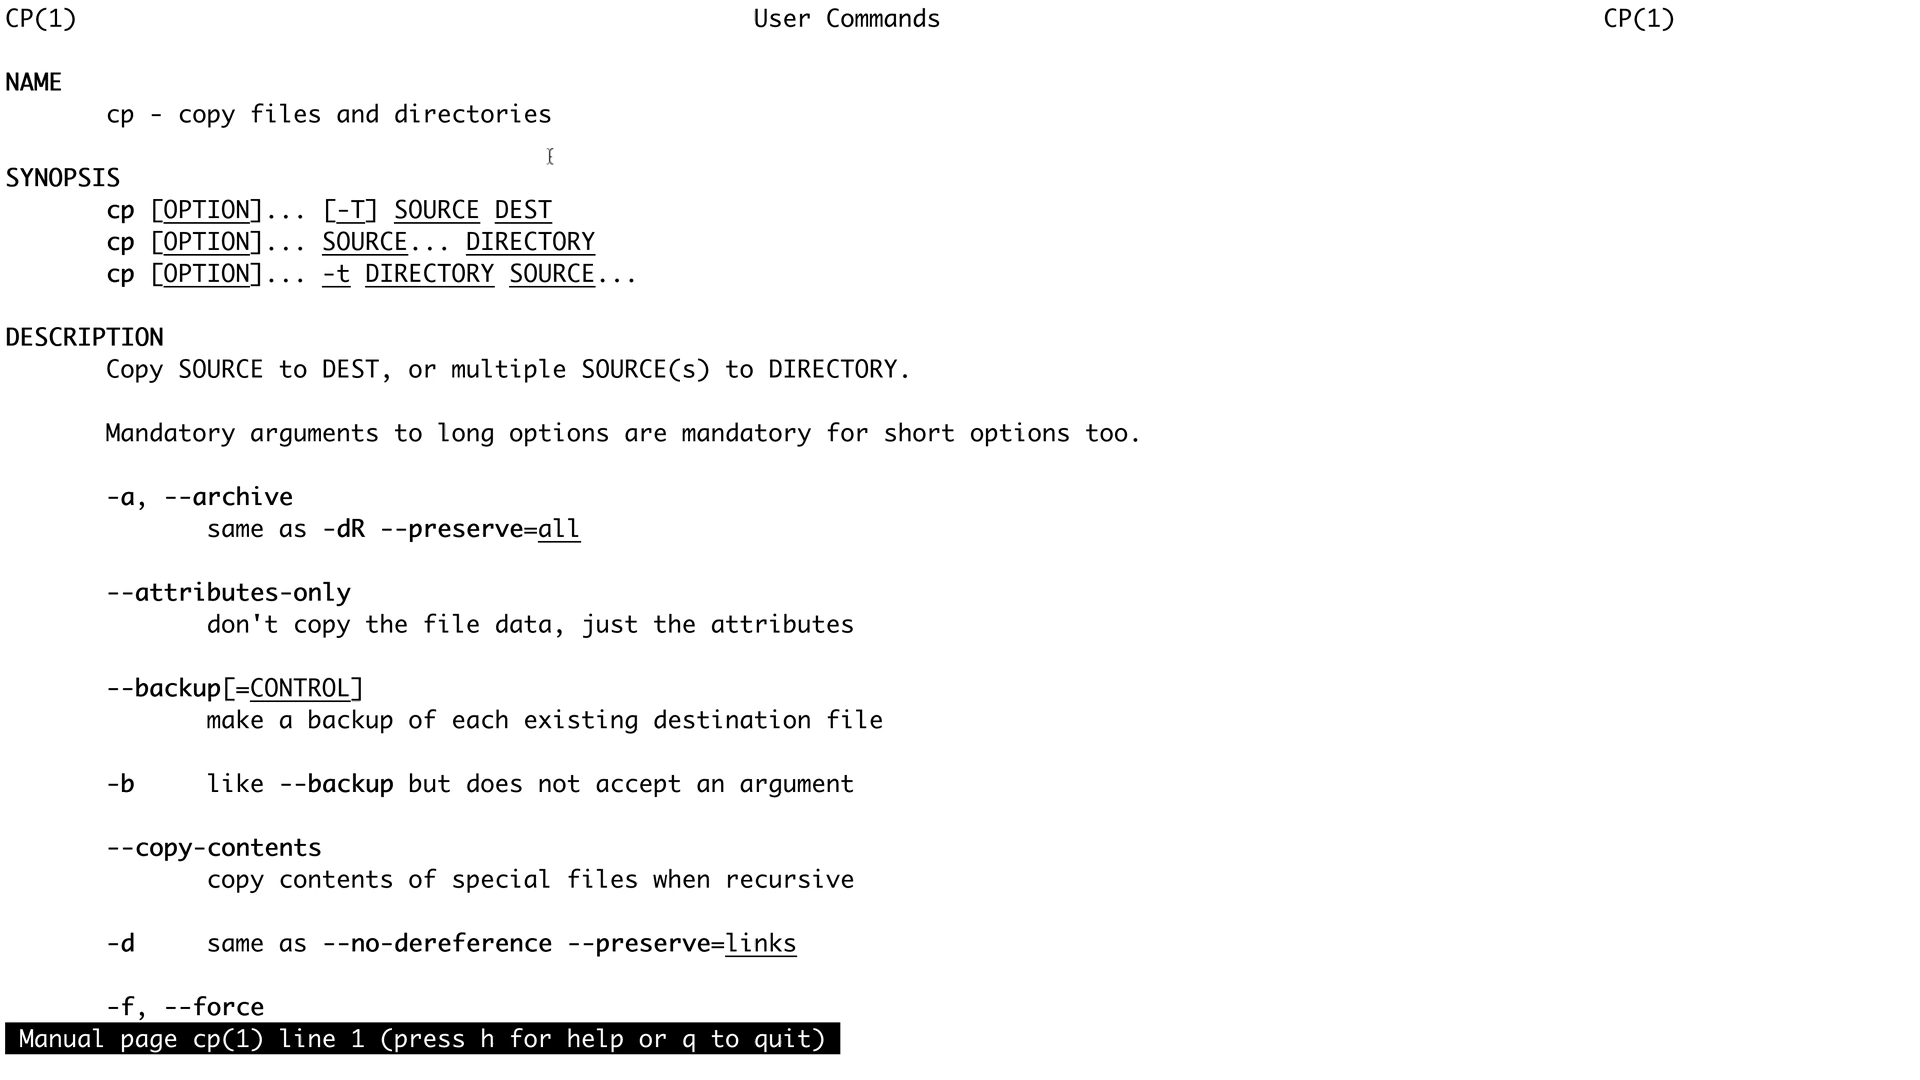 CP(1) User Commands CP(1)
NAME
cp - copy files and directories
SYNOPSIS
cp [OPTION]... [-T] SOURCE DEST
cp [OPTION]... SOURCE... DIRECTORY
cp [OPTION]... -t DIRECTORY SOURCE...
DESCRIPTION
Copy SOURCE to DEST, or multiple SOURCE(s) to DIRECTORY.
Mandatory arguments to long options are mandatory for short options too.
-a, --archive
same as -dR --preserve=all
--attributes-only
don't copy the file data, just the attributes
--backup[=CONTROL]
make a backup of each existing destination file
-b like --backup but does not accept an argument
--copy-contents
copy contents of special files when recursive
-d same as --no-dereference --preserve=links
-f, --force
Manual page cp(1) line 1 (press h for help or q to quit)